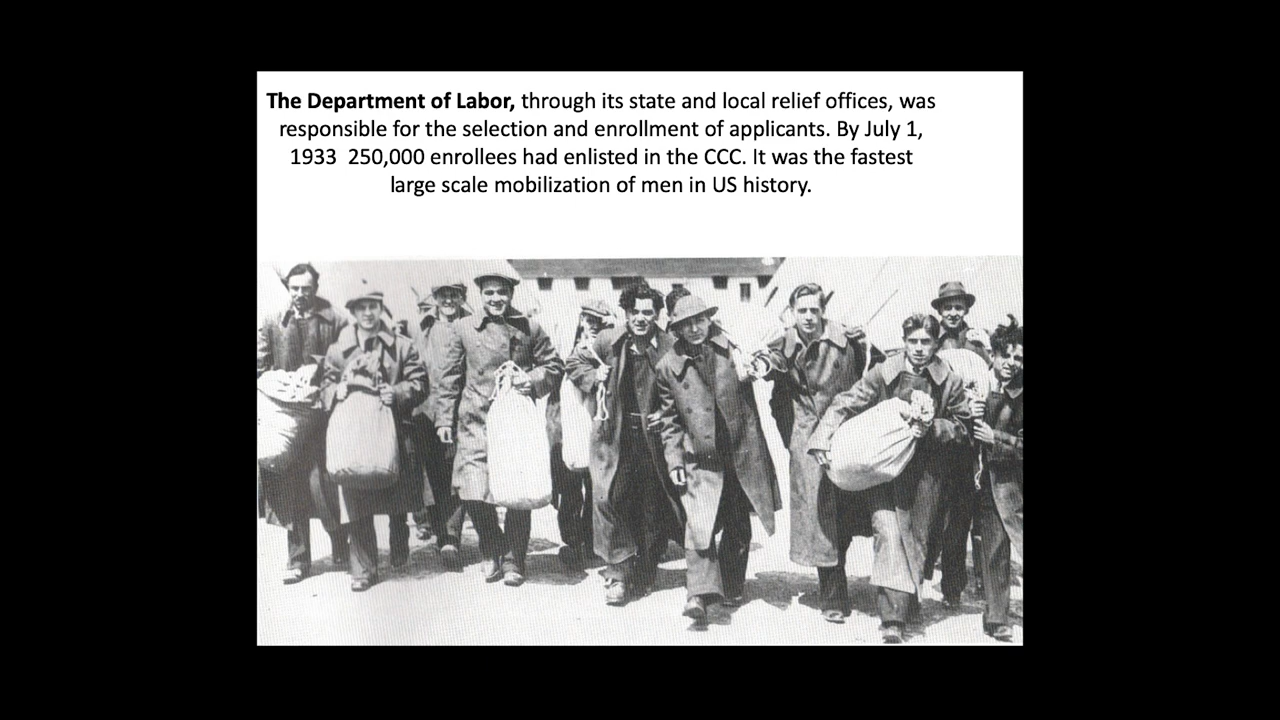 The Department of Labor, through its state and local relief offices, was
responsible for the selection and enrollment of applicants. By July 1,
1933  250,000 enrollees had enlisted in the CCC. It was the fastest
large scale mobilization of men in US history.